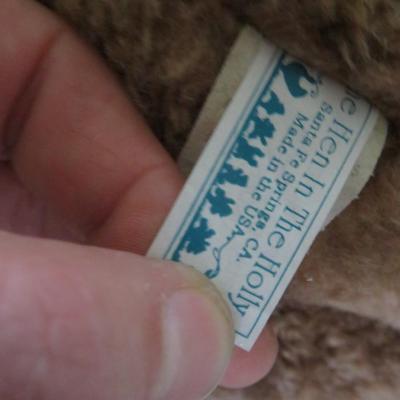 Hen In The Holly
Santa Fe Springs, CA
Made in the USA